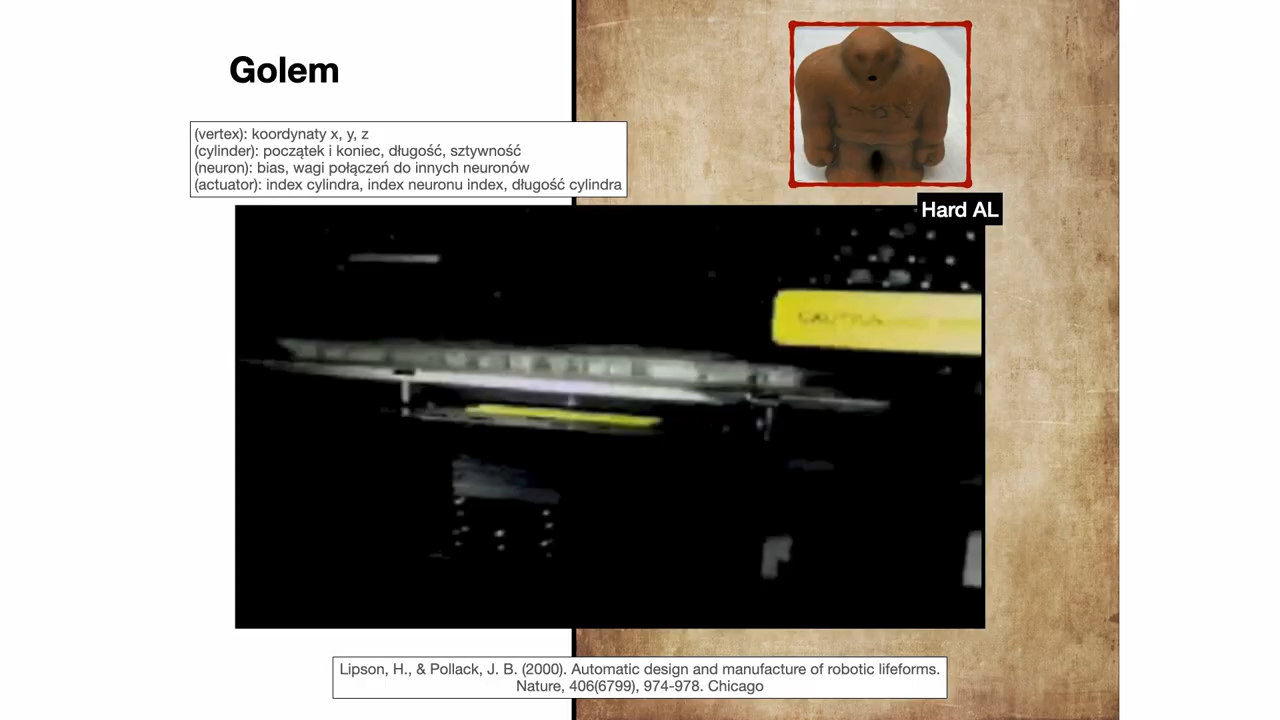 Golem
(vertex): koordynaty x, y, z
(cylinder): początek i koniec, długość, sztywność
(neuron): bias, wagi połączeń do innych neuronów
(actuator): index cylindra, index neuronu index, długość cylindra
Hard AL
Lipson, H., & Pollack, J. B. (2000). Automatic design and manufacture of robotic lifeforms.
Nature, 406(6799), 974-978. Chicago